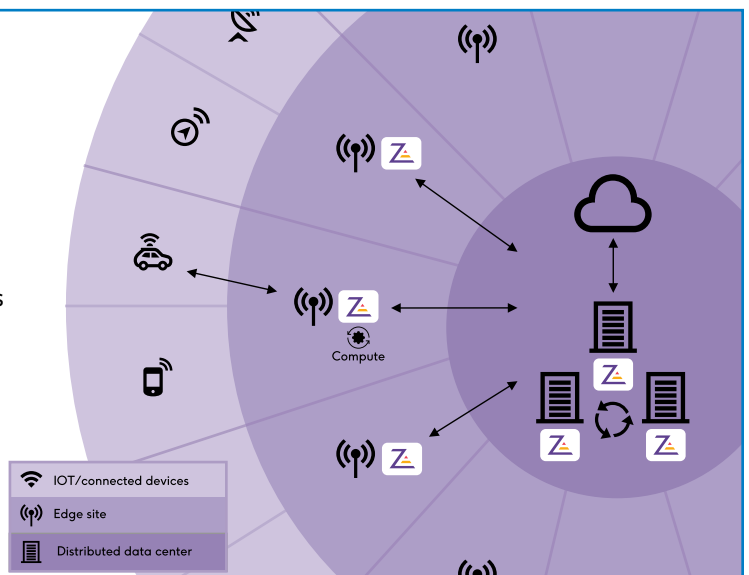 s
Compute
IOT/connected devices
Edge site
Distributed data center